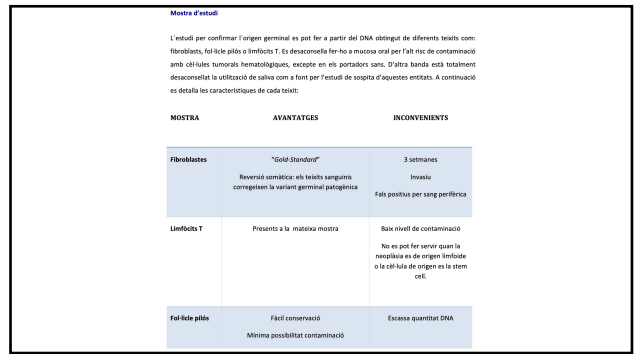 Mostra d'estudi
L´estudi per confirmar l´origen germinal es pot fer a partir del DNA obtingut de diferents teixits com:
fibroblasts, fol·licle pilós o limfòcits T. Es desaconsella fer-ho a mucosa oral per l'alt risc de contaminació
amb cèl·lules tumorals hematològiques, excepte en els portadors sans. D'altra banda està totalment
desaconsellat la utilització de saliva com a font per l'estudi de sospita d'aquestes entitats. A continuació
es detalla les característiques de cada teixit:
MOSTRA AVANTATGES INCONVENIENTS
Fibroblastes "Gold-Standard" 3 setmanes
Reversió somàtica: els teixits sanguinis Invasiu
corregeixen la variant germinal patogènica
Fals positius per sang perifèrica
Limfòcits T Presents a la mateixa mostra Baix nivell de contaminació
No es pot fer servir quan la
neoplàsia es de origen limfoide
o la cèl·lula de origen es la stem
cell.
Fol·licle pilós Fàcil conservació Escassa quantitat DNA
Mínima possibilitat contaminació